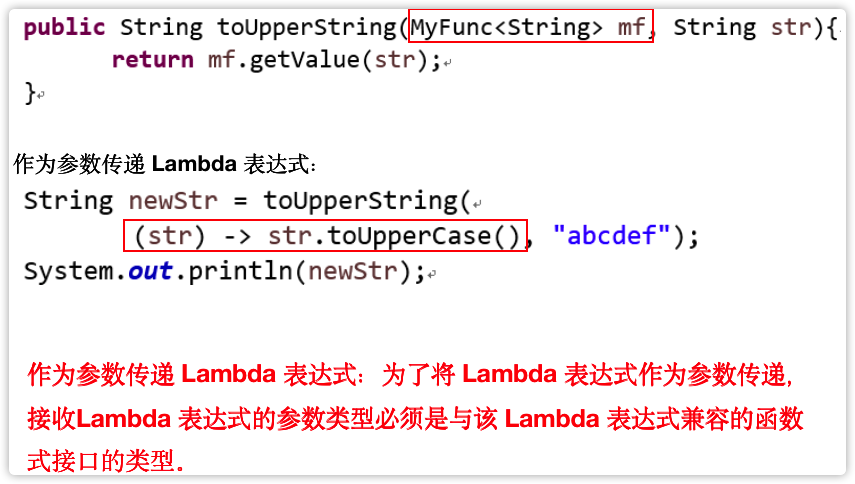 public String toUpperString(MyFunc<String> mf, String str){
return mf.getValue(str);
}
作为参数传递 Lambda 表达式：
String newStr = toUpperString(
(str) -> str.toUpperCase(), "abcdef");
System.out.println(newStr);
作为参数传递 Lambda 表达式：为了将 Lambda 表达式作为参数传递，
接收Lambda 表达式的参数类型必须是与该 Lambda 表达式兼容的函数
式接口的类型。